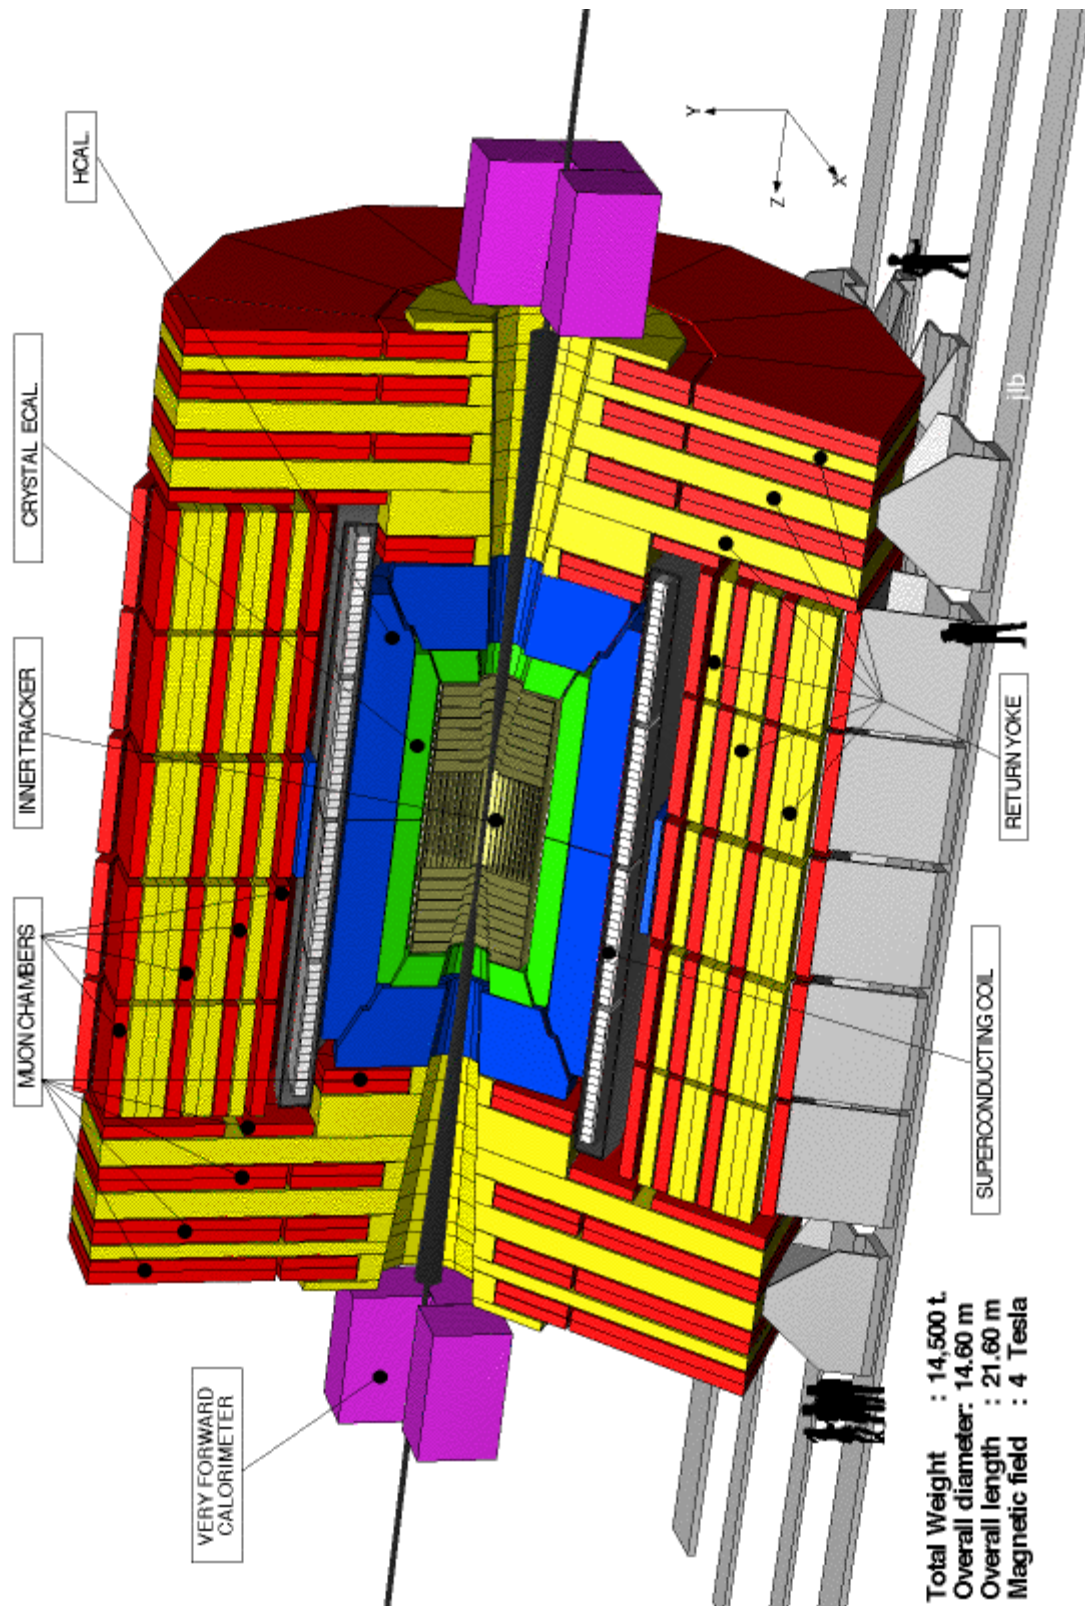 MUON CHAMBERS
INNER TRACKER
CRYSTAL ECAL.
HCAL.
VERY FORWARD
CALORIMETER
Y
Z
X
jlb
SUPERCONDUCTING COIL
RETURN YOKE
Total Weight : 14,500 t.
Overall diameter: 14.60 m
Overall length : 21.60 m
Magnetic field : 4 Tesla